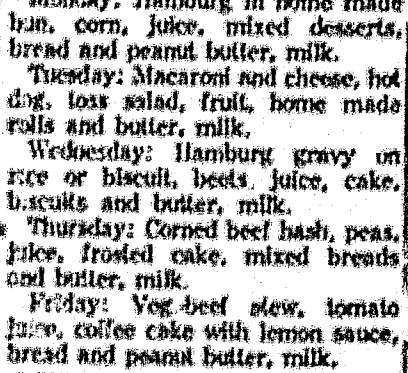 Monday: Hamburg in home made
bun, corn, juice, mixed desserts,
bread and peanut butter, milk.
Tuesday: Macaroni and cheese, hot
dog, toss salad, fruit, home made
rolls and butter, milk.
Wednesday: Hamburg gravy on
rice or biscuit, beets, juice, cake,
biscuits and butter, milk.
Thursday: Corned beef hash, peas,
juice, frosted cake, mixed breads
and butter, milk.
Friday: Veg-beef stew, tomato
juice, coffee cake with lemon sauce,
bread and peanut butter, milk.